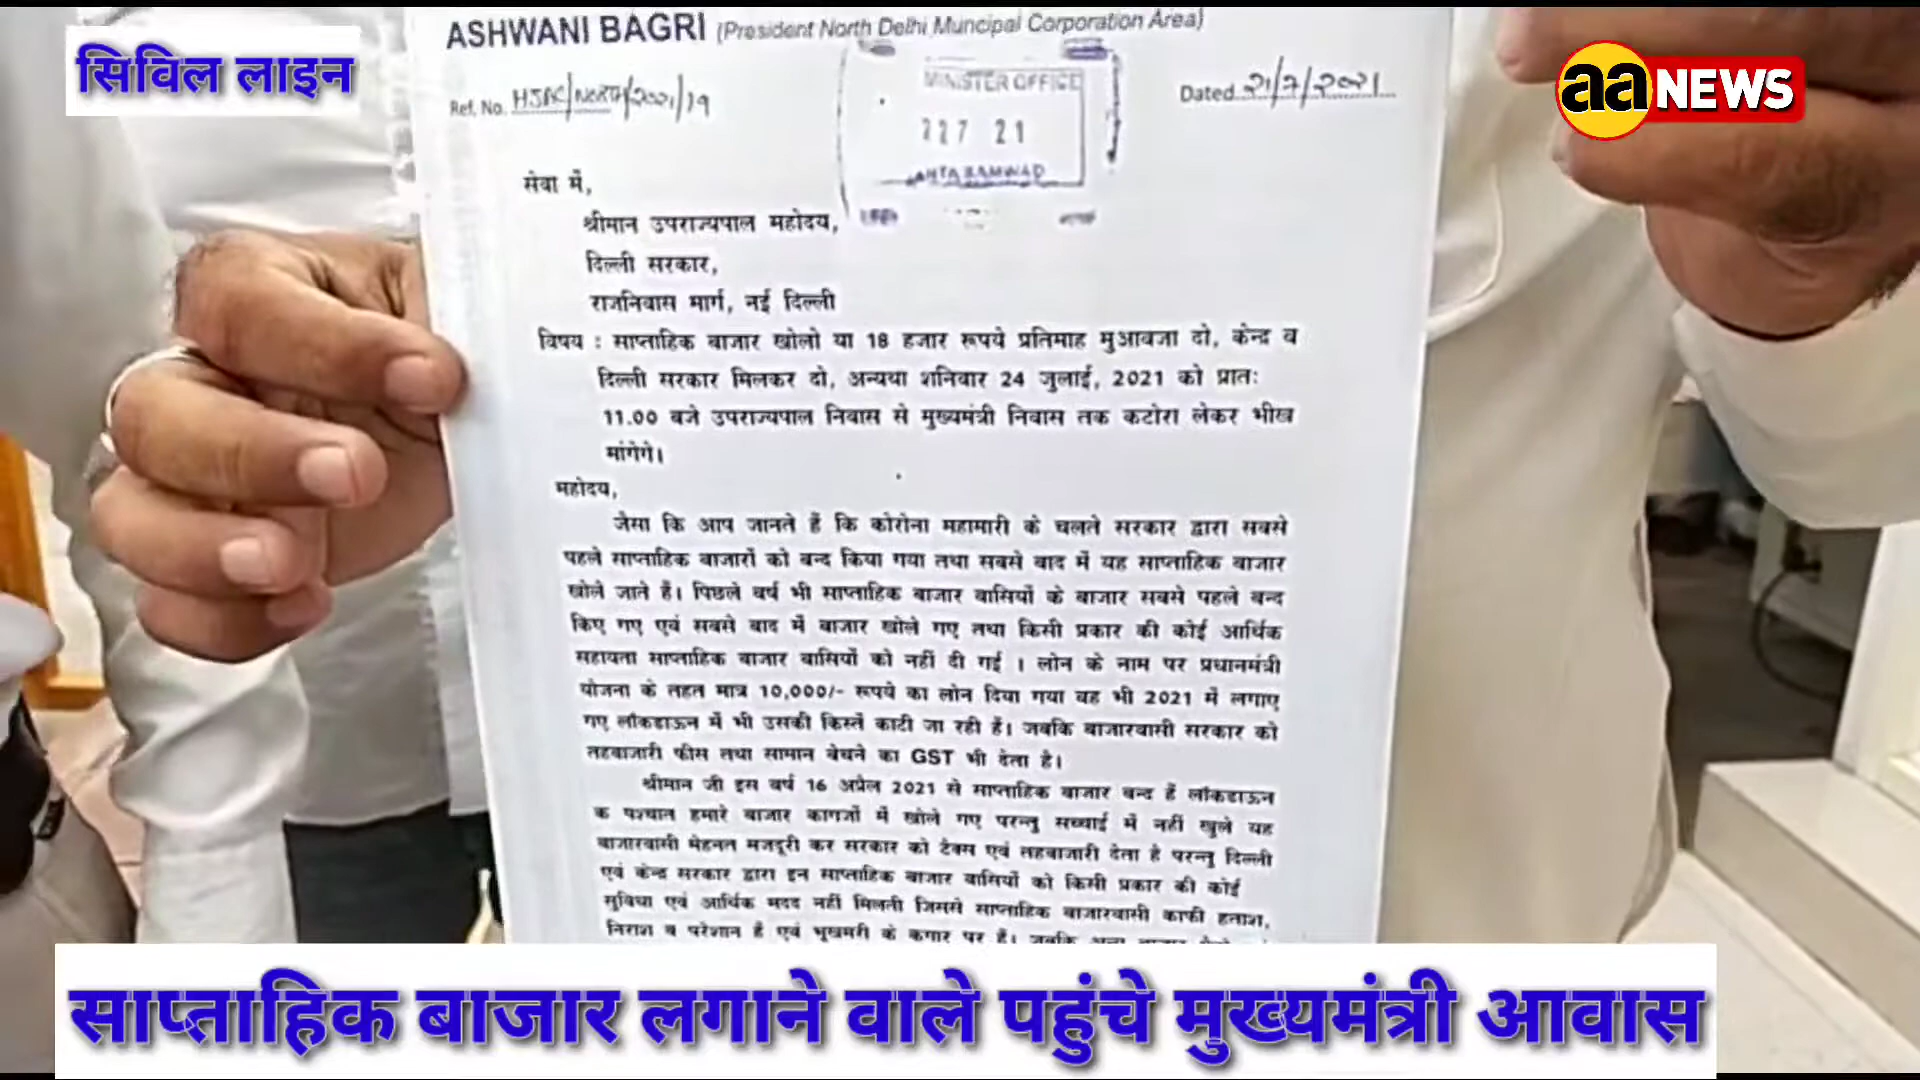 ASHWANI BAGRI (President North Delhi Muncipal Corporation Area)
सिविल लाइन
aa NEWS
Ref. No. HJBC/NORTH/2021/19
Dated 21/7/2021
MINISTER OFFICE
227 21
सेवा में,
श्रीमान उपराज्यपाल महोदय,
दिल्ली सरकार,
राजनिवास मार्ग, नई दिल्ली
विषय : साप्ताहिक बाजार खोलो या 18 हजार रूपये प्रतिमाह मुआवजा दो, केन्द्र व
दिल्ली सरकार मिलकर दो, अन्यथा शनिवार 24 जुलाई, 2021 को प्रातः
11.00 बजे उपराज्यपाल निवास से मुख्यमंत्री निवास तक कटोरा लेकर भीख
मांगेगे।
महोदय,
जैसा कि आप जानते हैं कि कोरोना महामारी के चलते सरकार द्वारा सबसे
पहले साप्ताहिक बाजारों को बन्द किया गया तथा सबसे बाद में यह साप्ताहिक बाजार
खोले जाते हैं। पिछले वर्ष भी साप्ताहिक बाजार वासियों के बाजार सबसे पहले बन्द
किए गए एवं सबसे बाद में बाजार खोले गए तथा किसी प्रकार की कोई आर्थिक
सहायता साप्ताहिक बाजार वासियों को नहीं दी गई । लोन के नाम पर प्रधानमंत्री
योजना के तहत मात्र 10,000/- रूपये का लोन दिया गया वह भी 2021 में लगाए
गए लॉकडाऊन में भी उसकी किस्तें काटी जा रही हैं। जबकि बाजारवासी सरकार को
तहबाजारी फीस तथा सामान बेचने का GST भी देता है।
श्रीमान जी इस वर्ष 16 अप्रैल 2021 से साप्ताहिक बाजार बन्द हैं लॉकडाऊन
के पश्चात हमारे बाजार कागजों में खोले गए परन्तु सच्चाई में नहीं खुले यह
बाजारवासी मेहनत मजदूरी कर सरकार को टैक्स एवं तहबाजारी देता है परन्तु दिल्ली
एवं केन्द्र सरकार द्वारा इन साप्ताहिक बाजार वासियों को किसी प्रकार की कोई
सुविधा एवं आर्थिक मदद नहीं मिलती जिससे साप्ताहिक बाजारवासी काफी हताश,
निराश व परेशान हैं एवं भूखमरी के कगार पर हैं। जबकि
साप्ताहिक बाजार लगाने वाले पहुंचे मुख्यमंत्री आवास